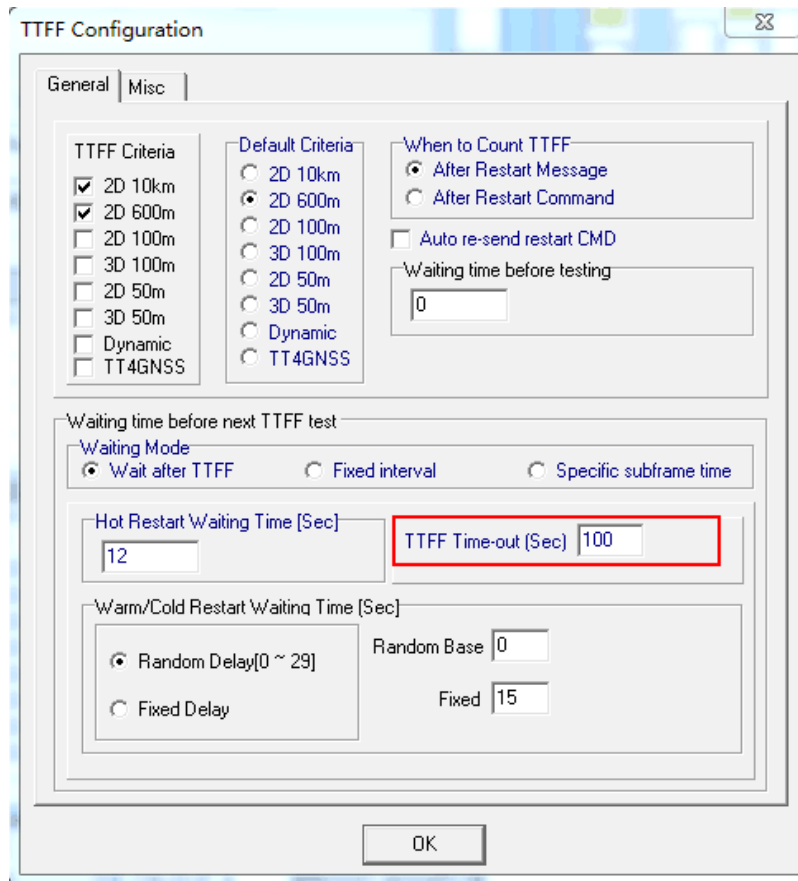 TTFF Configuration
General
Misc
TTFF Criteria
2D 10km
2D 600m
2D 100m
3D 100m
2D 50m
3D 50m
Dynamic
TT4GNSS
Default Criteria
2D 10km
2D 600m
2D 100m
3D 100m
2D 50m
3D 50m
Dynamic
TT4GNSS
When to Count TTFF
After Restart Message
After Restart Command
Auto re-send restart CMD
Waiting time before testing
0
Waiting time before next TTFF test
Waiting Mode
Wait after TTFF
Fixed interval
Specific subframe time
Hot Restart Waiting Time [Sec]
12
TTFF Time-out (Sec) 100
Warm/Cold Restart Waiting Time [Sec]
Random Delay[0 ~ 29]
Fixed Delay
Random Base 0
Fixed 15
OK